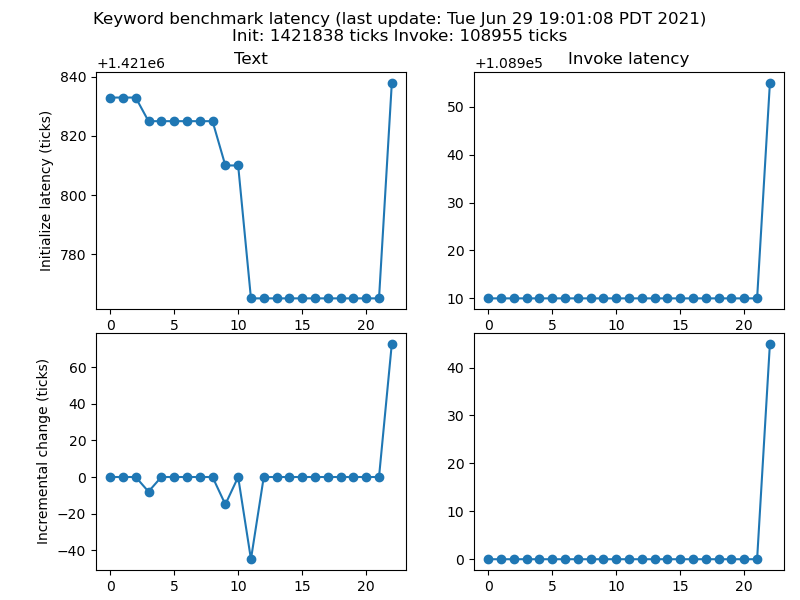 Keyword benchmark latency (last update: Tue Jun 29 19:01:08 PDT 2021)
Init: 1421838 ticks Invoke: 108955 ticks
Text
+1.421e6
840
820
800
780
Initialize latency (ticks)
0 5 10 15 20
Invoke latency
+1.089e5
50
40
30
20
10
0 5 10 15 20
60
40
20
0
−20
−40
Incremental change (ticks)
0 5 10 15 20
40
30
20
10
0
0 5 10 15 20